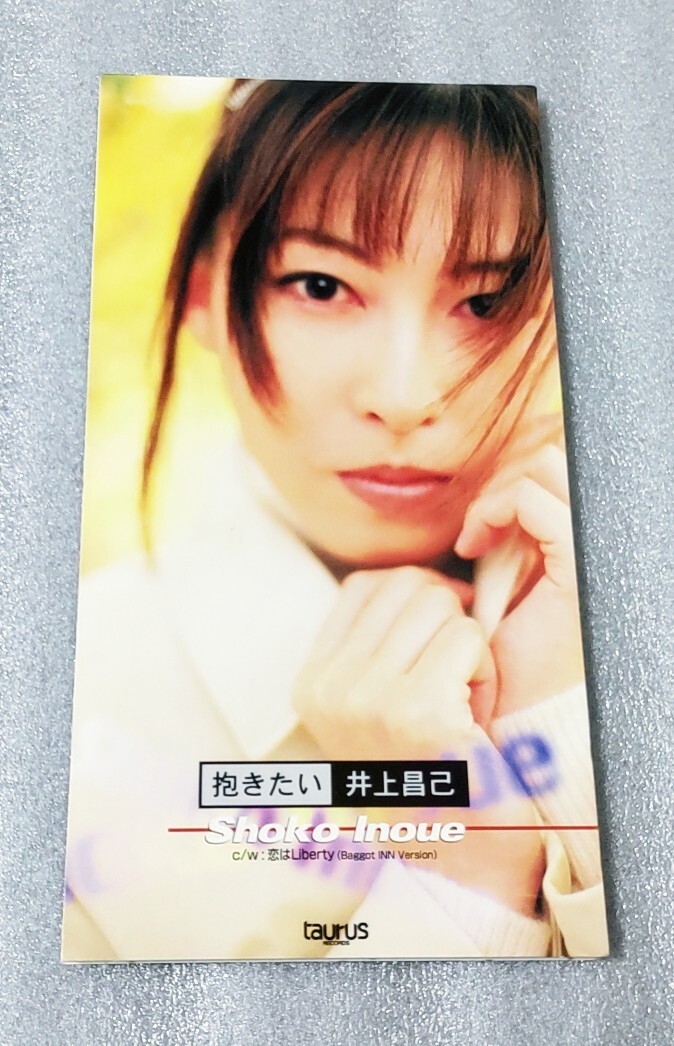 抱きたい 井上昌己
Shoko Inoue
c/w : 恋はLiberty (Baggot INN Version)
taurus
RECORDS